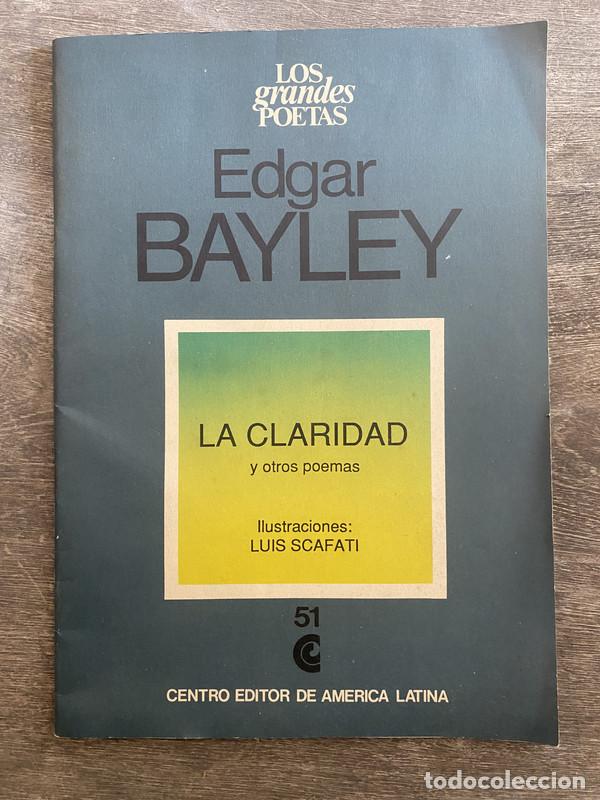 LOS
grandes
POETAS
Edgar
BAYLEY
LA CLARIDAD
y otros poemas
Ilustraciones:
LUIS SCAFATI
51
CENTRO EDITOR DE AMERICA LATINA
todocoleccion